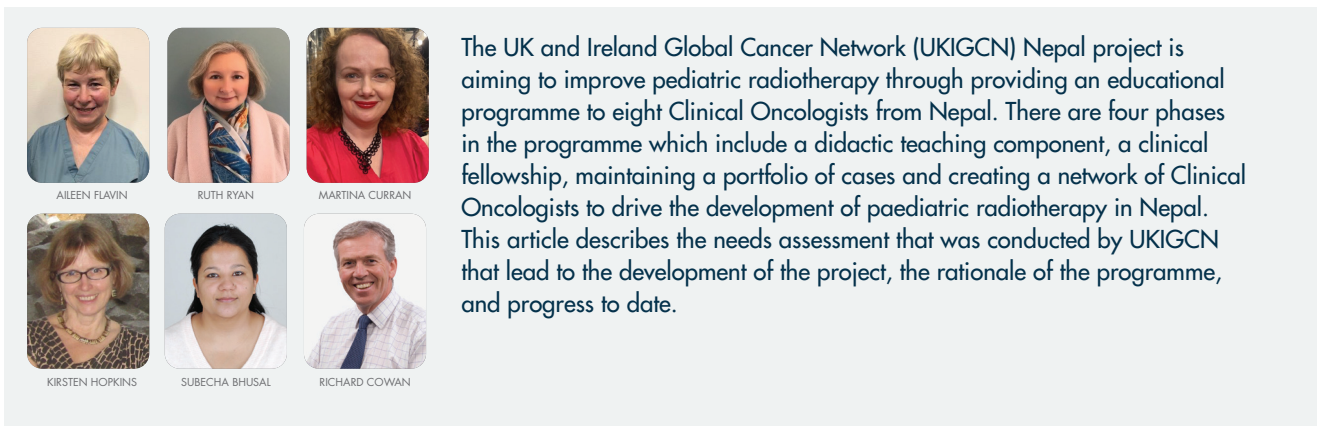 AILEEN FLAVIN
RUTH RYAN
MARTINA CURRAN
KIRSTEN HOPKINS
SUBECHA BHUSAL
RICHARD COWAN
The UK and Ireland Global Cancer Network (UKIGCN) Nepal project is
aiming to improve pediatric radiotherapy through providing an educational
programme to eight Clinical Oncologists from Nepal. There are four phases
in the programme which include a didactic teaching component, a clinical
fellowship, maintaining a portfolio of cases and creating a network of Clinical
Oncologists to drive the development of paediatric radiotherapy in Nepal.
This article describes the needs assessment that was conducted by UKIGCN
that lead to the development of the project, the rationale of the programme,
and progress to date.